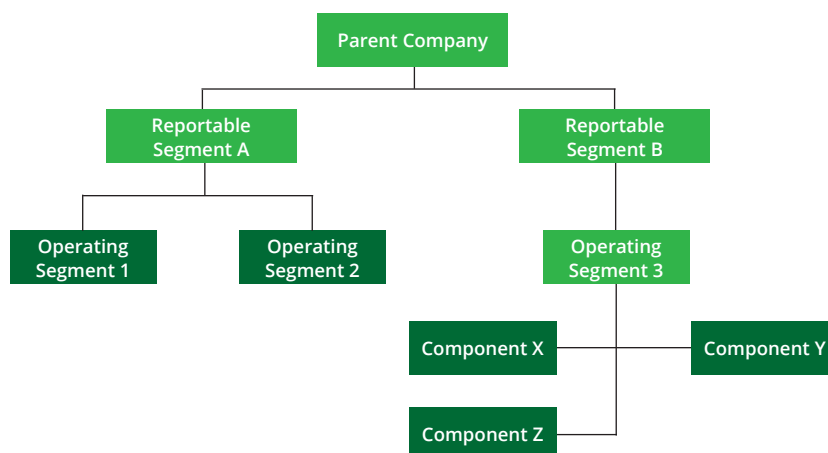 Parent Company
Reportable
Segment A
Reportable
Segment B
Operating
Segment 1
Operating
Segment 2
Operating
Segment 3
Component X
Component Y
Component Z